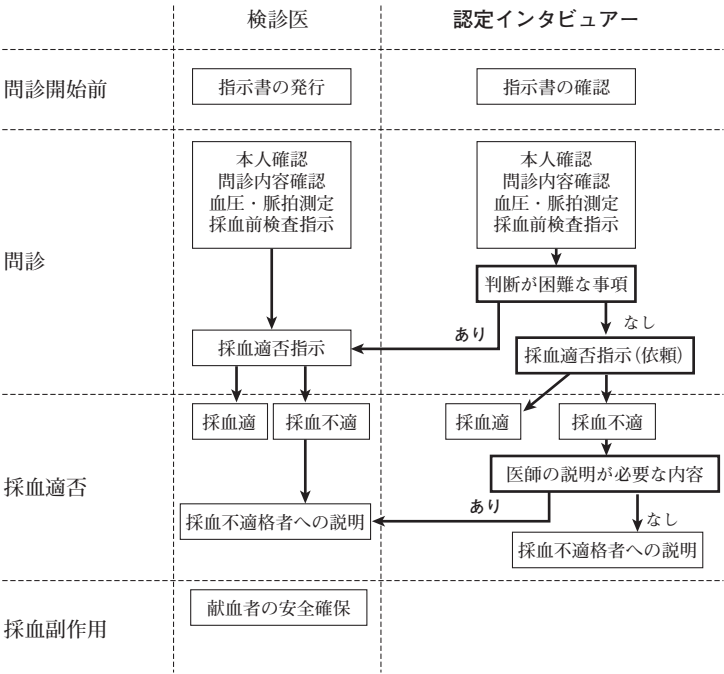 検診医
認定インタビュアー
問診開始前
指示書の発行
指示書の確認
問診
本人確認
問診内容確認
血圧・脈拍測定
採血前検査指示
本人確認
問診内容確認
血圧・脈拍測定
採血前検査指示
判断が困難な事項
あり
なし
採血適否指示
採血適否指示(依頼)
採血適否
採血適
採血不適
採血適
採血不適
医師の説明が必要な内容
あり
なし
採血不適格者への説明
採血不適格者への説明
採血副作用
献血者の安全確保